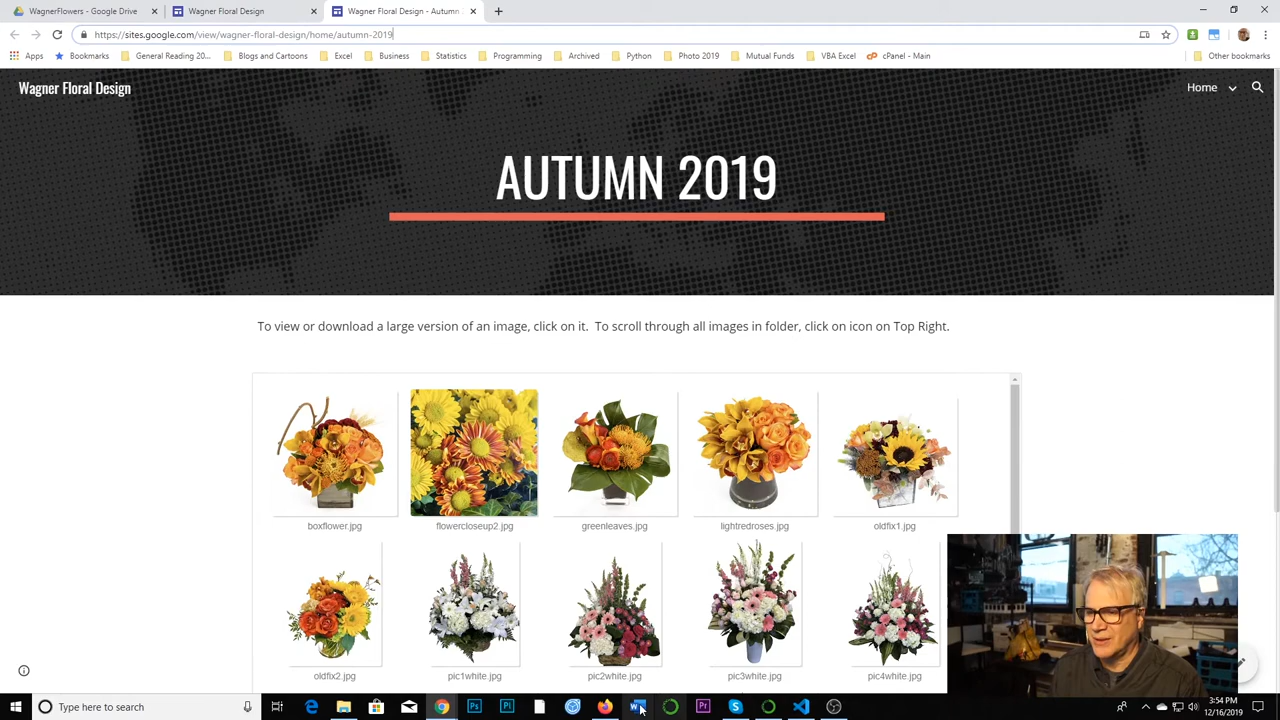 WagnerFlowers - Google Drive
Wagner Floral Design
Wagner Floral Design - Autumn
https://sites.google.com/view/wagner-floral-design/home/autumn-2019
Apps
Bookmarks
General Reading 20...
Blogs and Cartoons
Excel
Business
Statistics
Programming
Archived
Python
Photo 2019
Mutual Funds
VBA Excel
cPanel - Main
Other bookmarks
Wagner Floral Design
Home
AUTUMN 2019
To view or download a large version of an image, click on it. To scroll through all images in folder, click on icon on Top Right.
boxflower.jpg
flowercloseup2.jpg
greenleaves.jpg
lightredroses.jpg
oldfix1.jpg
oldfix2.jpg
pic1white.jpg
pic2white.jpg
pic3white.jpg
pic4white.jpg
Type here to search
Ps
Pl
W
Pr
3:54 PM
12/16/2019